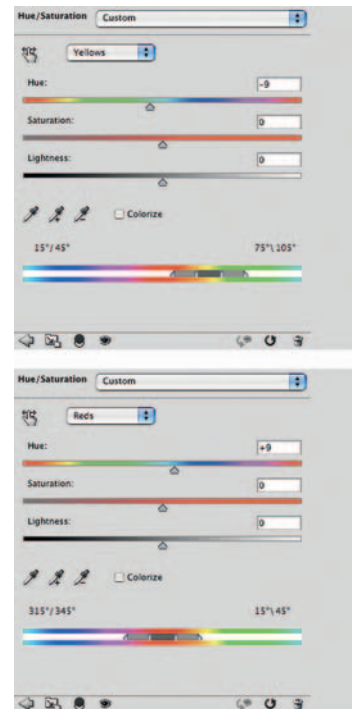 Hue/Saturation Custom
Yellows
Hue: -9
Saturation: 0
Lightness: 0
Colorize
15°/45° 75°\105°
Hue/Saturation Custom
Reds
Hue: +9
Saturation: 0
Lightness: 0
Colorize
315°/345° 15°\45°